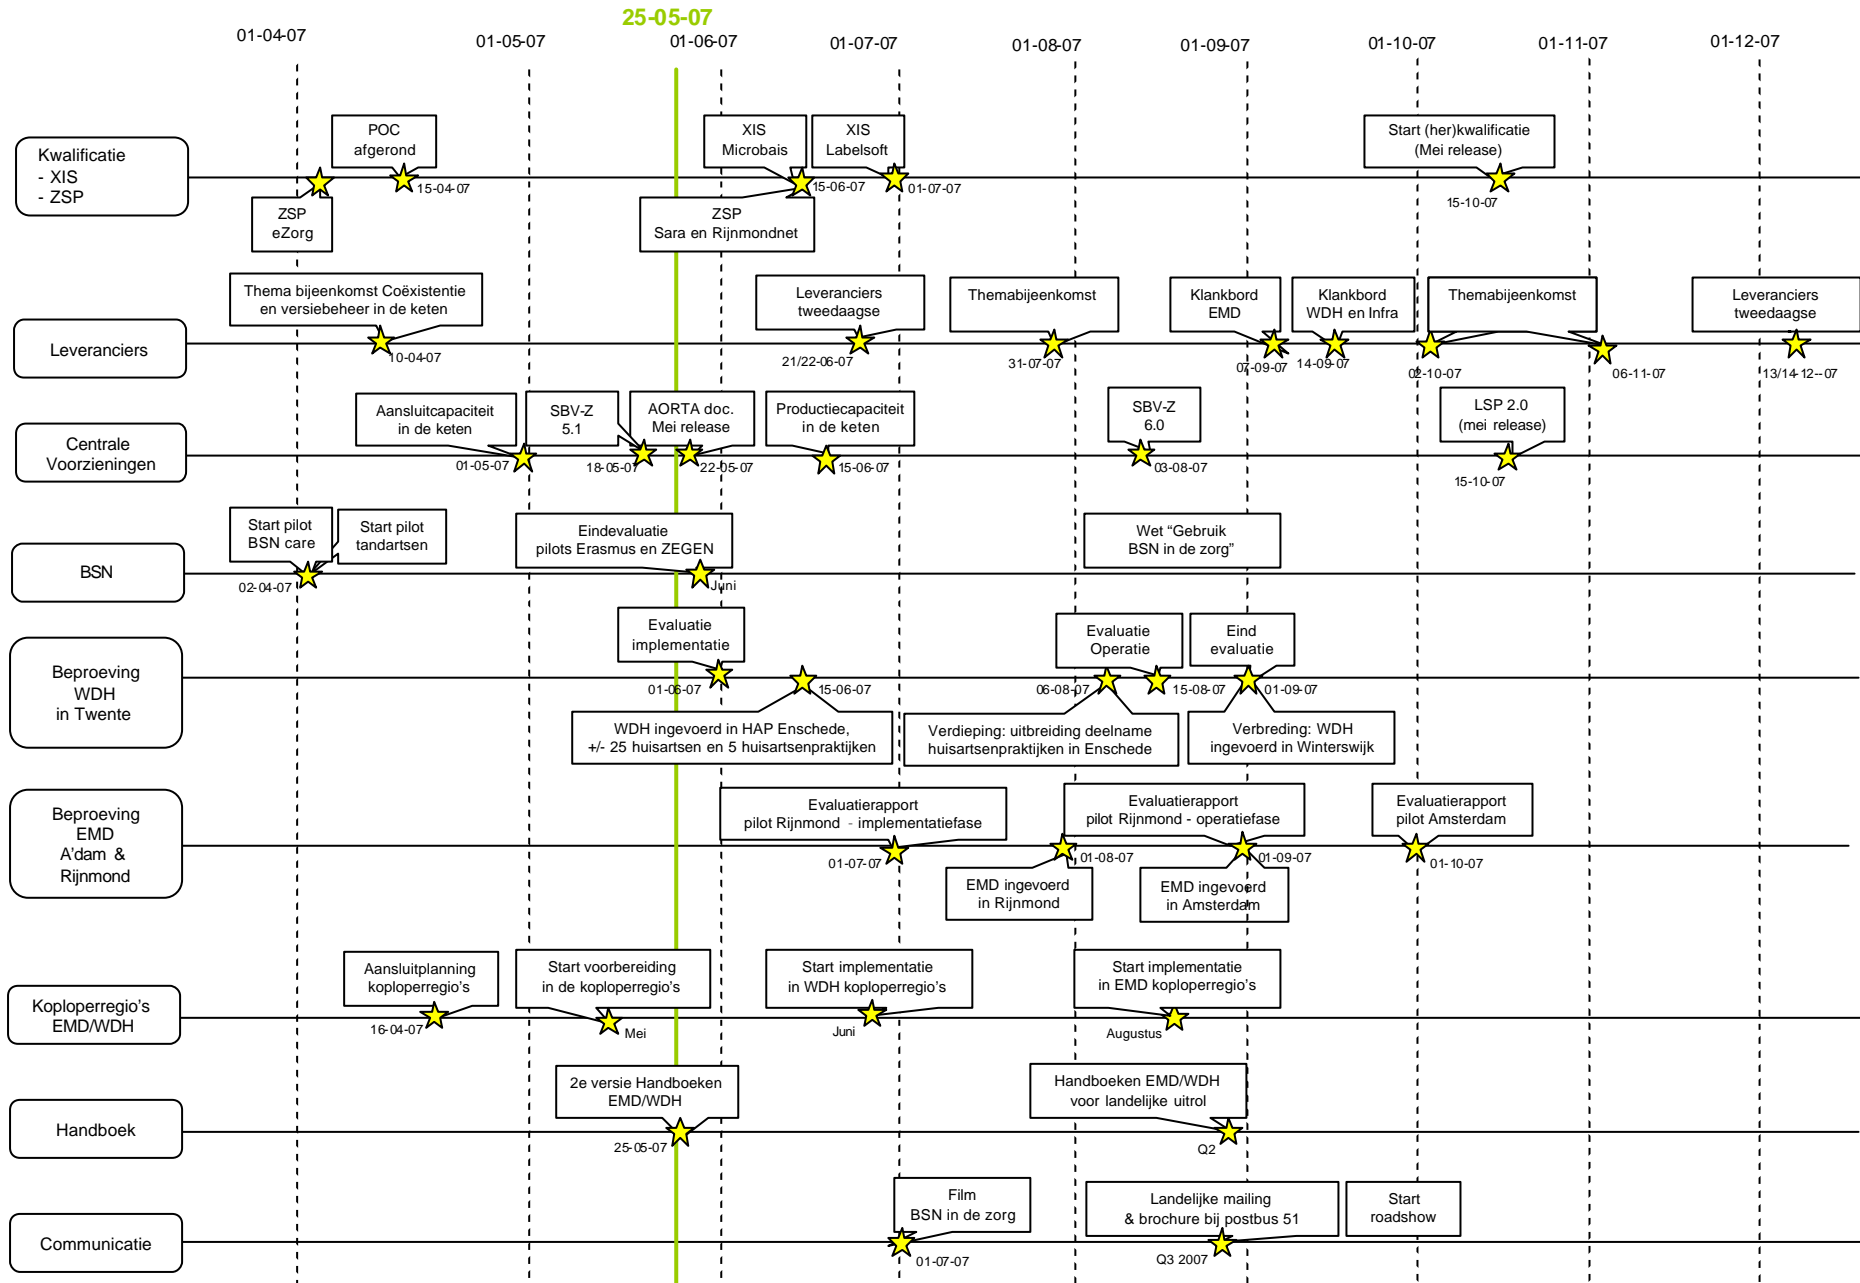 25-05-07
01-04-07
01-05-07
01-06-07
01-07-07
01-08-07
01-09-07
01-10-07
01-11-07
01-12-07
Kwalificatie
- XIS
- ZSP
POC
afgerond
15-04-07
ZSP
eZorg
XIS
Microbais
15-06-07
XIS
Labelsoft
01-07-07
ZSP
Sara en Rijnmondnet
Start (her)kwalificatie
(Mei release)
15-10-07
Leveranciers
Thema bijeenkomst Coëxistentie
en versiebeheer in de keten
10-04-07
Leveranciers
tweedaagse
21/22-06-07
Themabijeenkomst
31-07-07
Klankbord
EMD
07-09-07
Klankbord
WDH en Infra
14-09-07
Themabijeenkomst
02-10-07
06-11-07
Leveranciers
tweedaagse
13/14-12--07
Centrale
Voorzieningen
Aansluitcapaciteit
in de keten
01-05-07
SBV-Z
5.1
18-05-07
AORTA doc.
Mei release
22-05-07
Productiecapaciteit
in de keten
15-06-07
SBV-Z
6.0
03-08-07
LSP 2.0
(mei release)
15-10-07
BSN
Start pilot
BSN care
02-04-07
Start pilot
tandartsen
Eindevaluatie
pilots Erasmus en ZEGEN
Juni
Wet “Gebruik
BSN in de zorg”
Beproeving
WDH
in Twente
Evaluatie
implementatie
01-06-07
15-06-07
WDH ingevoerd in HAP Enschede,
+/- 25 huisartsen en 5 huisartsenpraktijken
Evaluatie
Operatie
06-08-07
15-08-07
Verdieping: uitbreiding deelname
huisartsenpraktijken in Enschede
Eind
evaluatie
01-09-07
Verbreding: WDH
ingevoerd in Winterswijk
Beproeving
EMD
A'dam &
Rijnmond
Evaluatierapport
pilot Rijnmond - implementatiefase
01-07-07
Evaluatierapport
pilot Rijnmond - operatiefase
01-08-07
01-09-07
EMD ingevoerd
in Rijnmond
EMD ingevoerd
in Amsterdam
Evaluatierapport
pilot Amsterdam
01-10-07
Koploperregio's
EMD/WDH
Aansluitplanning
koploperregio's
16-04-07
Start voorbereiding
in de koploperregio's
Mei
Start implementatie
in WDH koploperregio's
Juni
Start implementatie
in EMD koploperregio's
Augustus
Handboek
2e versie Handboeken
EMD/WDH
25-05-07
Handboeken EMD/WDH
voor landelijke uitrol
Q2
Communicatie
Film
BSN in de zorg
01-07-07
Landelijke mailing
& brochure bij postbus 51
Q3 2007
Start
roadshow